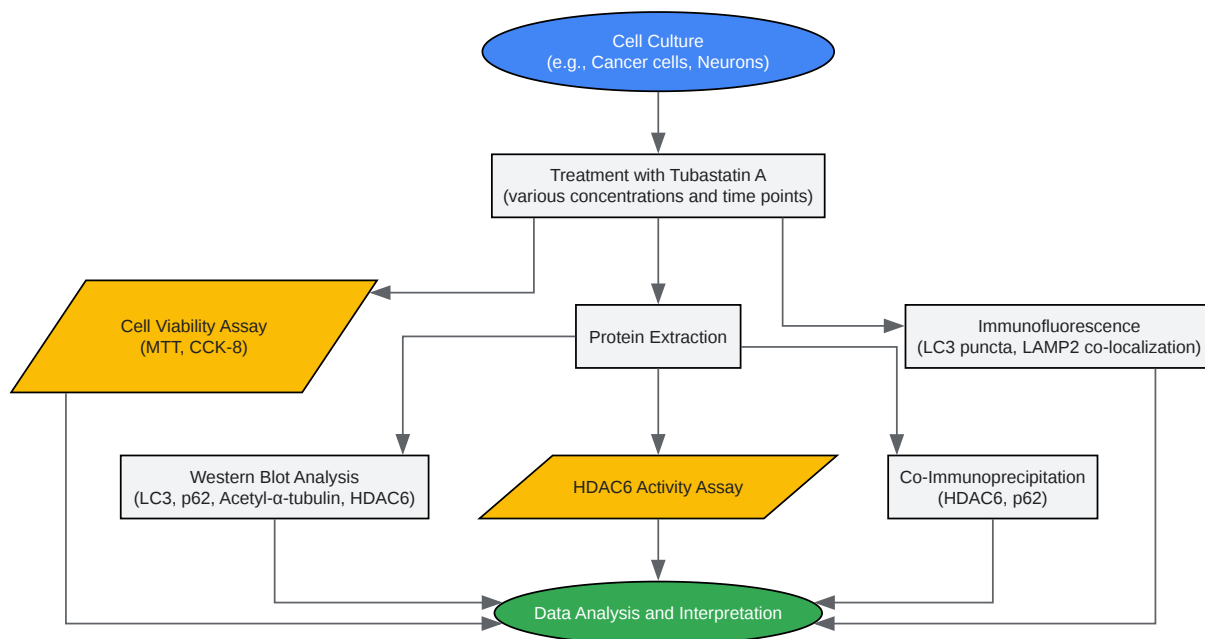 Cell Culture
(e.g., Cancer cells, Neurons)
Treatment with Tubastatin A
(various concentrations and time points)
Cell Viability Assay
(MTT, CCK-8)
Protein Extraction
Immunofluorescence
(LC3 puncta, LAMP2 co-localization)
Western Blot Analysis
(LC3, p62, Acetyl-α-tubulin, HDAC6)
HDAC6 Activity Assay
Co-Immunoprecipitation
(HDAC6, p62)
Data Analysis and Interpretation